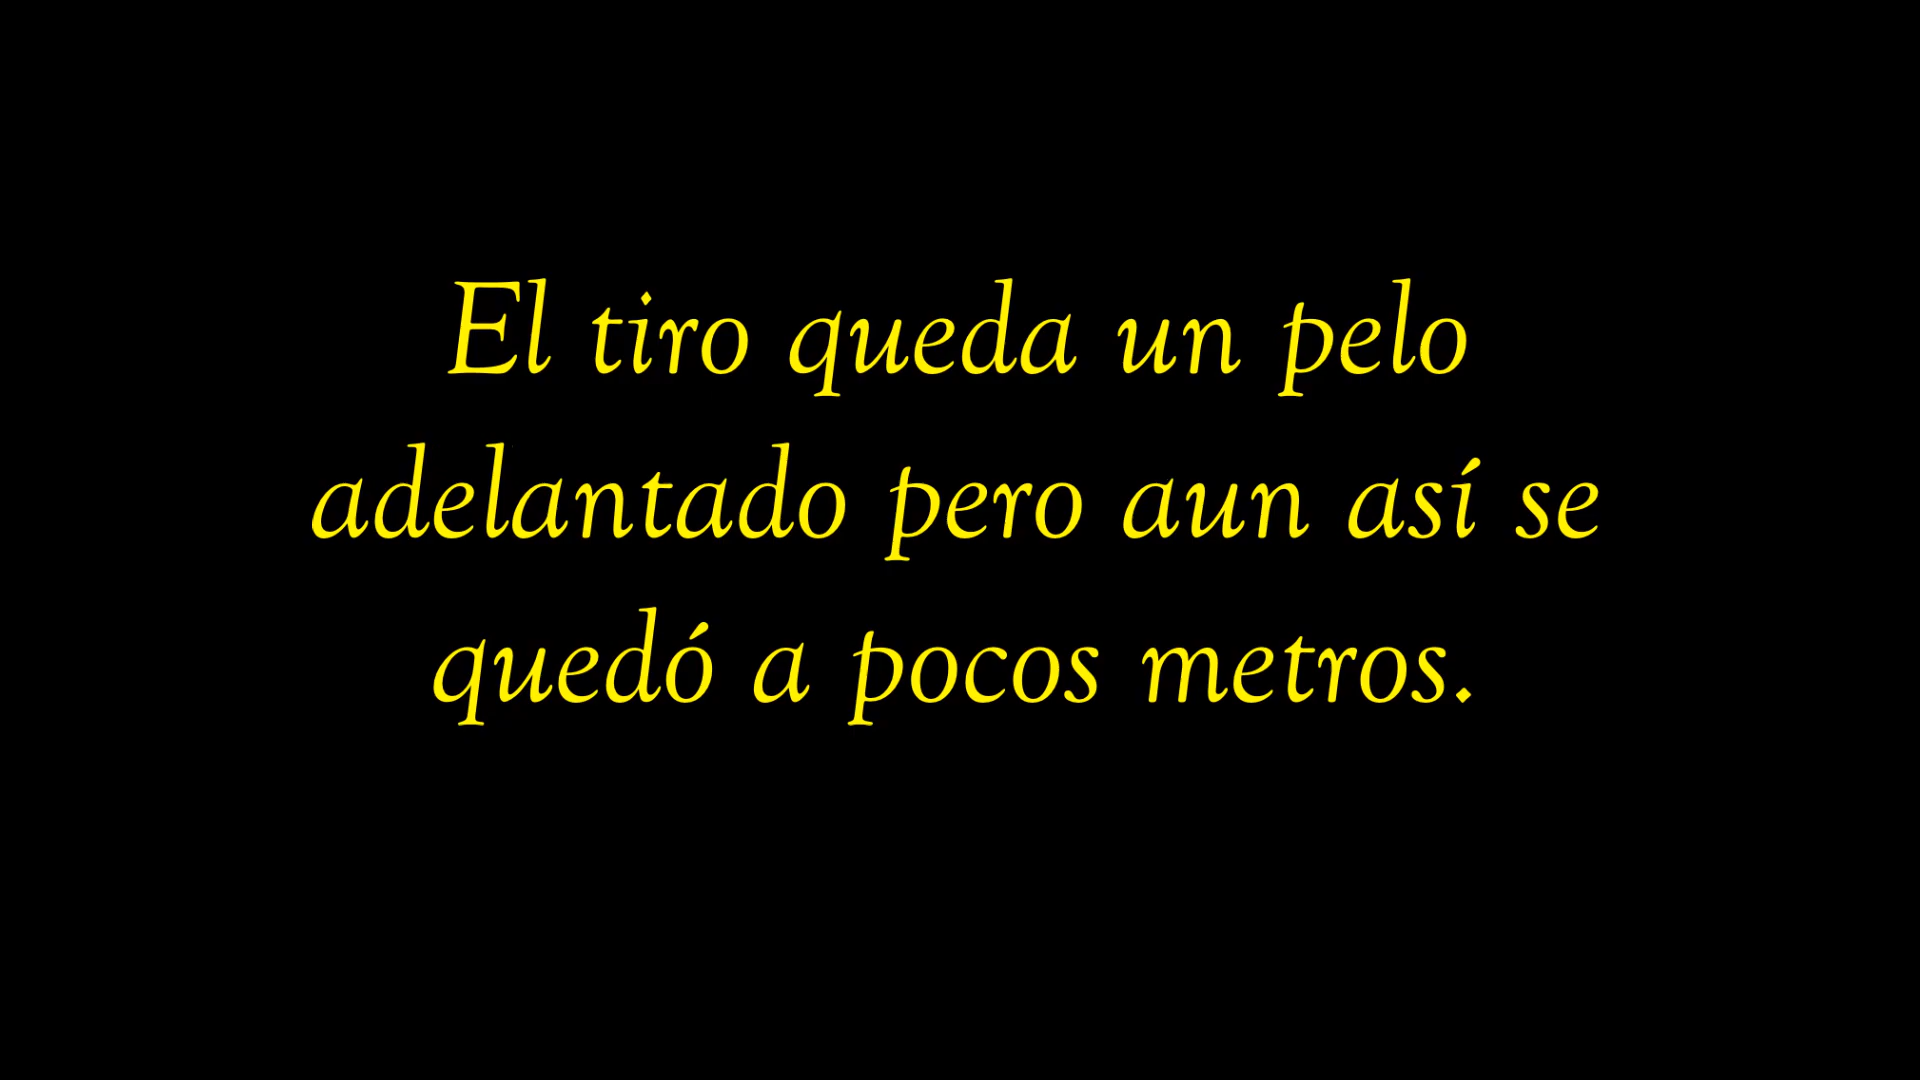 El tiro queda un pelo
adelantado pero aun así se
quedó a pocos metros.